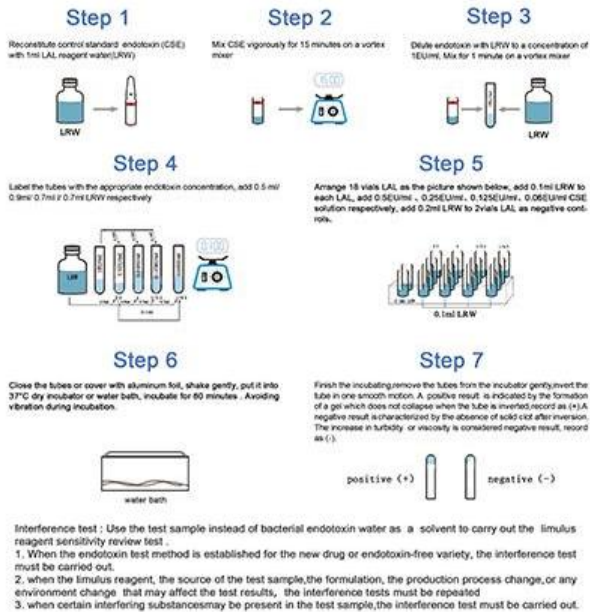 Step 1
Reconstitute control standard endotoxin (CSE)
with 1ml LAL reagent water(LRW)
LRW
Step 2
Mix CSE vigorously for 15 minutes on a vortex
mixer
Step 3
Dilute endotoxin with LRW to a concentration of
1EU/ml. Mix for 1 minute on a vortex mixer
LRW
Step 4
Label the tubes with the appropriate endotoxin concentration, add 0.5 ml/
0.9ml/ 0.7ml // 0.7ml LRW respectively
Step 5
Arrange 18 vials LAL as the picture shown below, add 0.1ml LRW to
each LAL, add 0.5EU/ml 、 0.25EU/ml、 0.125EU/ml、 0.06EU/ml CSE
solution respectively, add 0.2ml LRW to 2vials LAL as negative cont-
rols.
0.1ml LRW
Step 6
Close the tubes or cover with aluminum foil, shake gently, put it into
37°C dry incubator or water bath, incubate for 60 minutes . Avoiding
vibration during incubation.
water bath
Step 7
Finish the incubating,remove the tubes from the incubator gently,invert the
tube in one smooth motion. A positive result is indicated by the formation
of a gel which does not collapse when the tube is inverted,record as (+).A
negative result is characterized by the absence of solid clot after inversion.
The increase in turbidity or viscosity is considered negative result, record
as (-).
positive (+)
negative (-)
Interference test : Use the test sample instead of bacterial endotoxin water as a solvent to carry out the limulus
reagent sensitivity review test .
1. When the endotoxin test method is established for the new drug or endotoxin-free variety, the interference test
must be carried out.
2. when the limulus reagent, the source of the test sample,the formulation, the production process change,or any
environment change that may affect the test results, the interference tests must be repeated
3. when certain interfering substancesmay be present in the test sample,the interference test must be carried out.